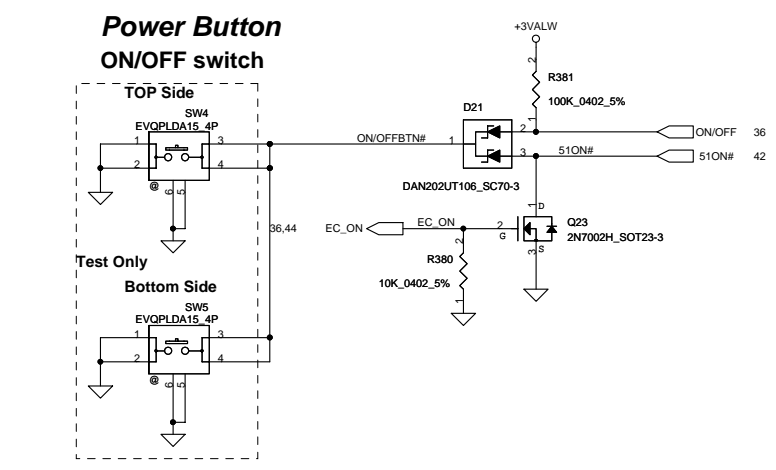 Power Button
ON/OFF switch
TOP Side
SW4
EVQPLDA15_4P
1
2
3
4
@
6
5
Test Only
Bottom Side
SW5
EVQPLDA15_4P
1
2
3
4
@
6
5
36,44
ON/OFFBTN#
+3VALW
2
R381
100K_0402_5%
1
D21
1
2
3
DAN202UT106_SC70-3
ON/OFF 36
51ON#
51ON# 42
EC_ON
EC_ON
2
R380
10K_0402_5%
1
1
D
2
G
S
3
Q23
2N7002H_SOT23-3